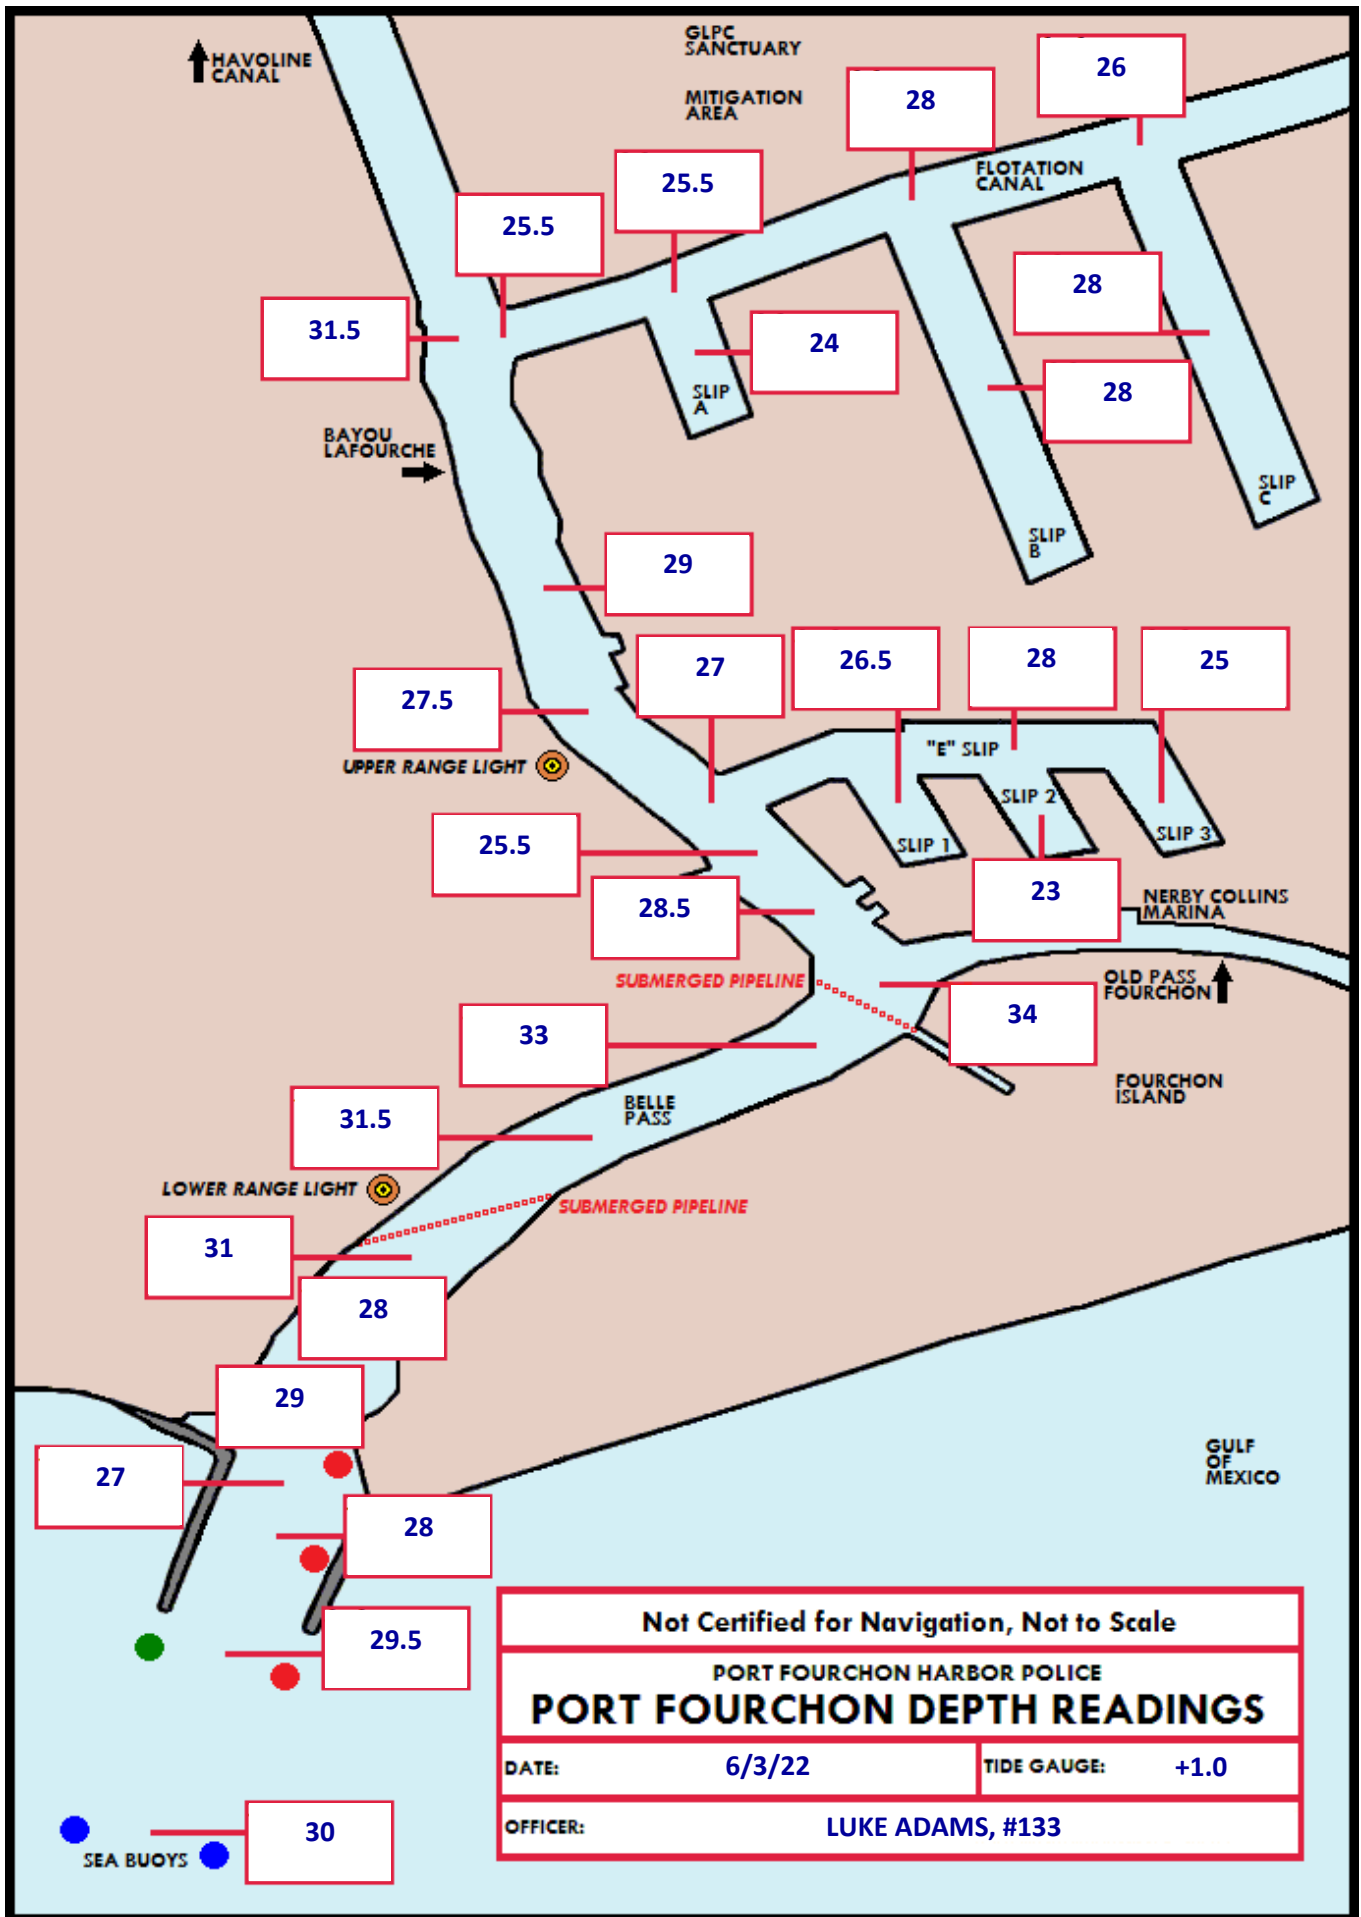 GLPC
SANCTUARY
HAVOLINE
CANAL
26
MITIGATION
AREA
28
FLOTATION
CANAL
25.5
25.5
28
31.5
24
28
SLIP
A
BAYOU
LAFOURCHE
SLIP
C
SLIP
B
29
27
26.5
28
25
27.5
"E" SLIP
UPPER RANGE LIGHT
SLIP 2
SLIP 1
SLIP 3
25.5
23
28.5
NERBY COLLINS
MARINA
SUBMERGED PIPELINE
OLD PASS
FOURCHON
34
33
FOURCHON
ISLAND
BELLE
PASS
31.5
LOWER RANGE LIGHT
SUBMERGED PIPELINE
31
28
29
GULF
OF
MEXICO
27
28
29.5
Not Certified for Navigation, Not to Scale
PORT FOURCHON HARBOR POLICE
PORT FOURCHON DEPTH READINGS
DATE: 6/3/22 TIDE GAUGE: +1.0
OFFICER: LUKE ADAMS, #133
30
SEA BUOYS